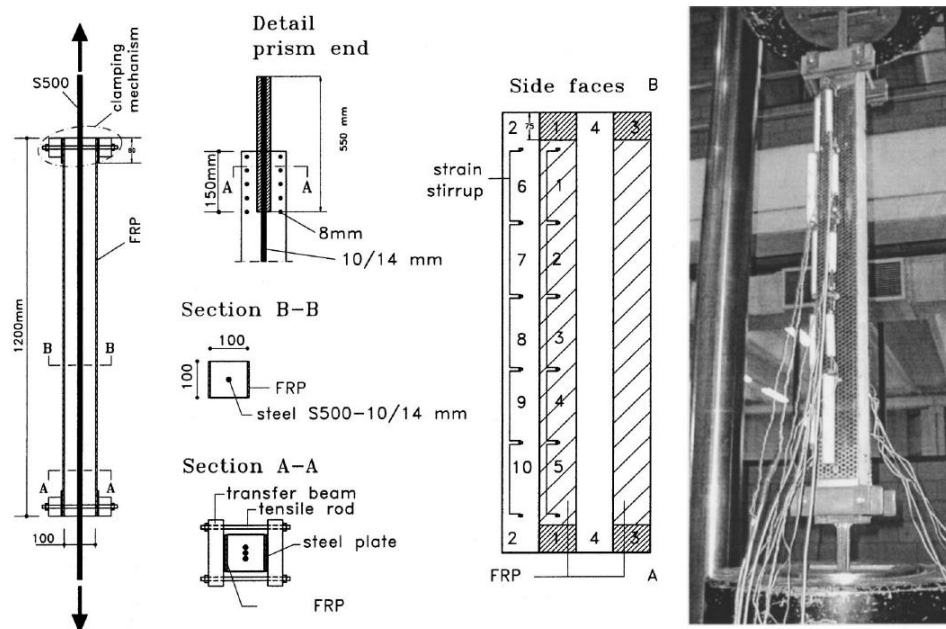 S500
clamping
mechanism
80
1200mm
FRP
B
B
A
A
100
Detail
prism end
550 mm
150mm
A
A
8mm
10/14 mm
Section B-B
100
100
FRP
steel S500-10/14 mm
Section A-A
transfer beam
tensile rod
steel plate
FRP
Side faces B
2 75 1 4 3
strain
stirrup
6 1
7 2
8 3
9 4
10 5
2 1 4 3
FRP A